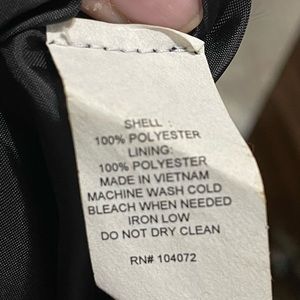 SHELL :
100% POLYESTER
LINING:
100% POLYESTER
MADE IN VIETNAM
MACHINE WASH COLD
BLEACH WHEN NEEDED
IRON LOW
DO NOT DRY CLEAN
RN# 104072